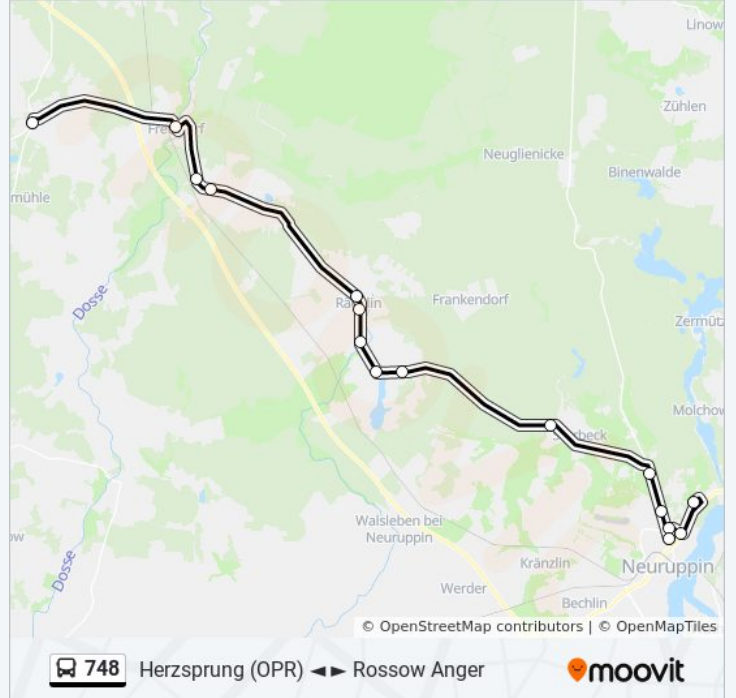 Linow
Zühlen
Neuglienicke
Binenwalde
mühle
Dosse
Frankendorf
Zermütz
Molchow
Walsleben bei
Neuruppin
Kränzlin
Neuruppin
Werder
Bechlin
Dosse
© OpenStreetMap contributors | © OpenMapTiles
748 Herzsprung (OPR) ◄ ► Rossow Anger moovit